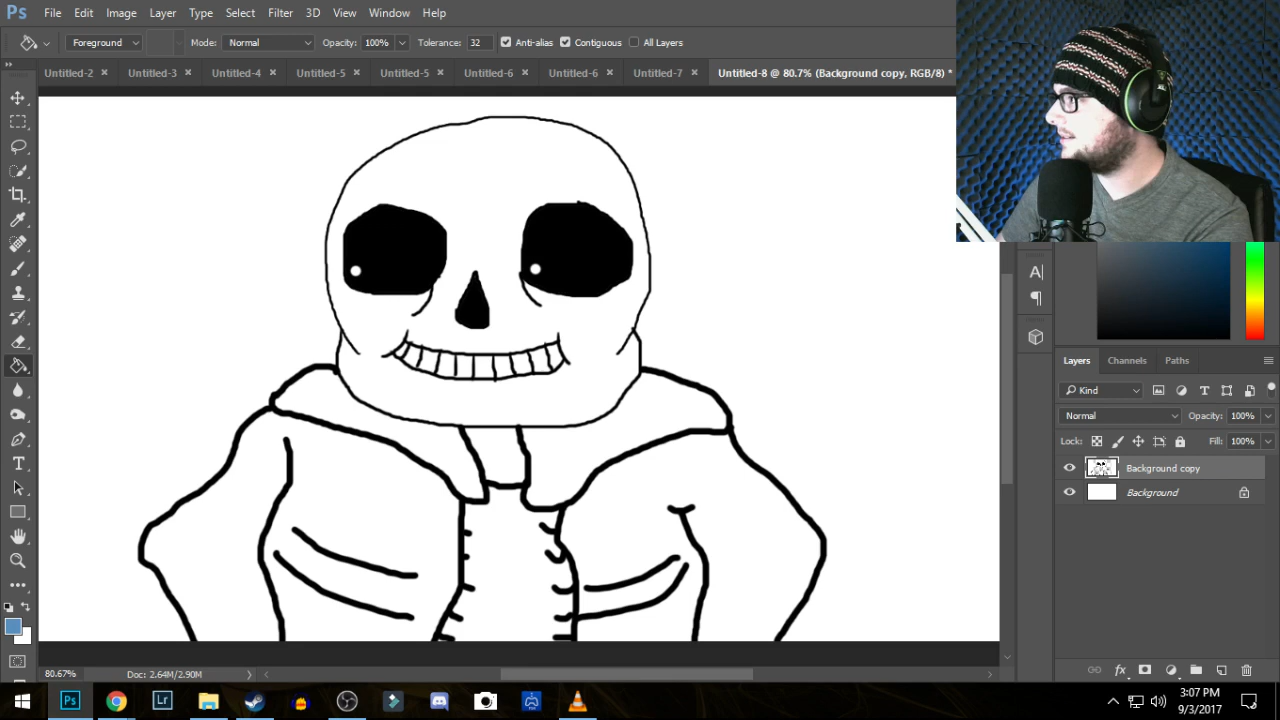 Ps File Edit Image Layer Type Select Filter 3D View Window Help
Foreground Mode: Normal Opacity: 100% Tolerance: 32 Anti-alias Contiguous All Layers
Untitled-2 × Untitled-3 × Untitled-4 × Untitled-5 × Untitled-5 × Untitled-6 × Untitled-6 × Untitled-7 × Untitled-8 @ 80.7% (Background copy, RGB/8) *
Layers Channels Paths
Kind
Normal Opacity: 100%
Lock: Fill: 100%
Background copy
Background
80.67% Doc: 2.64M/2.90M
Ps Lr 3:07 PM
9/3/2017